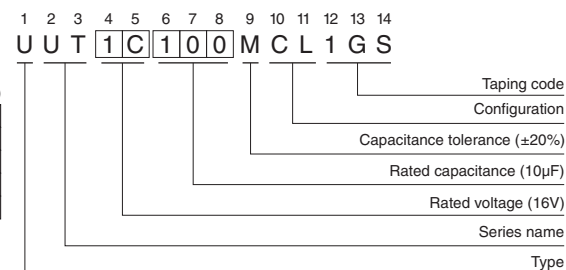 1 2 3 4 5 6 7 8 9 10 11 12 13 14
U U T 1 C 1 0 0 M C L 1 G S
Taping code
Configuration
Capacitance tolerance (±20%)
Rated capacitance (10µF)
Rated voltage (16V)
Series name
Type